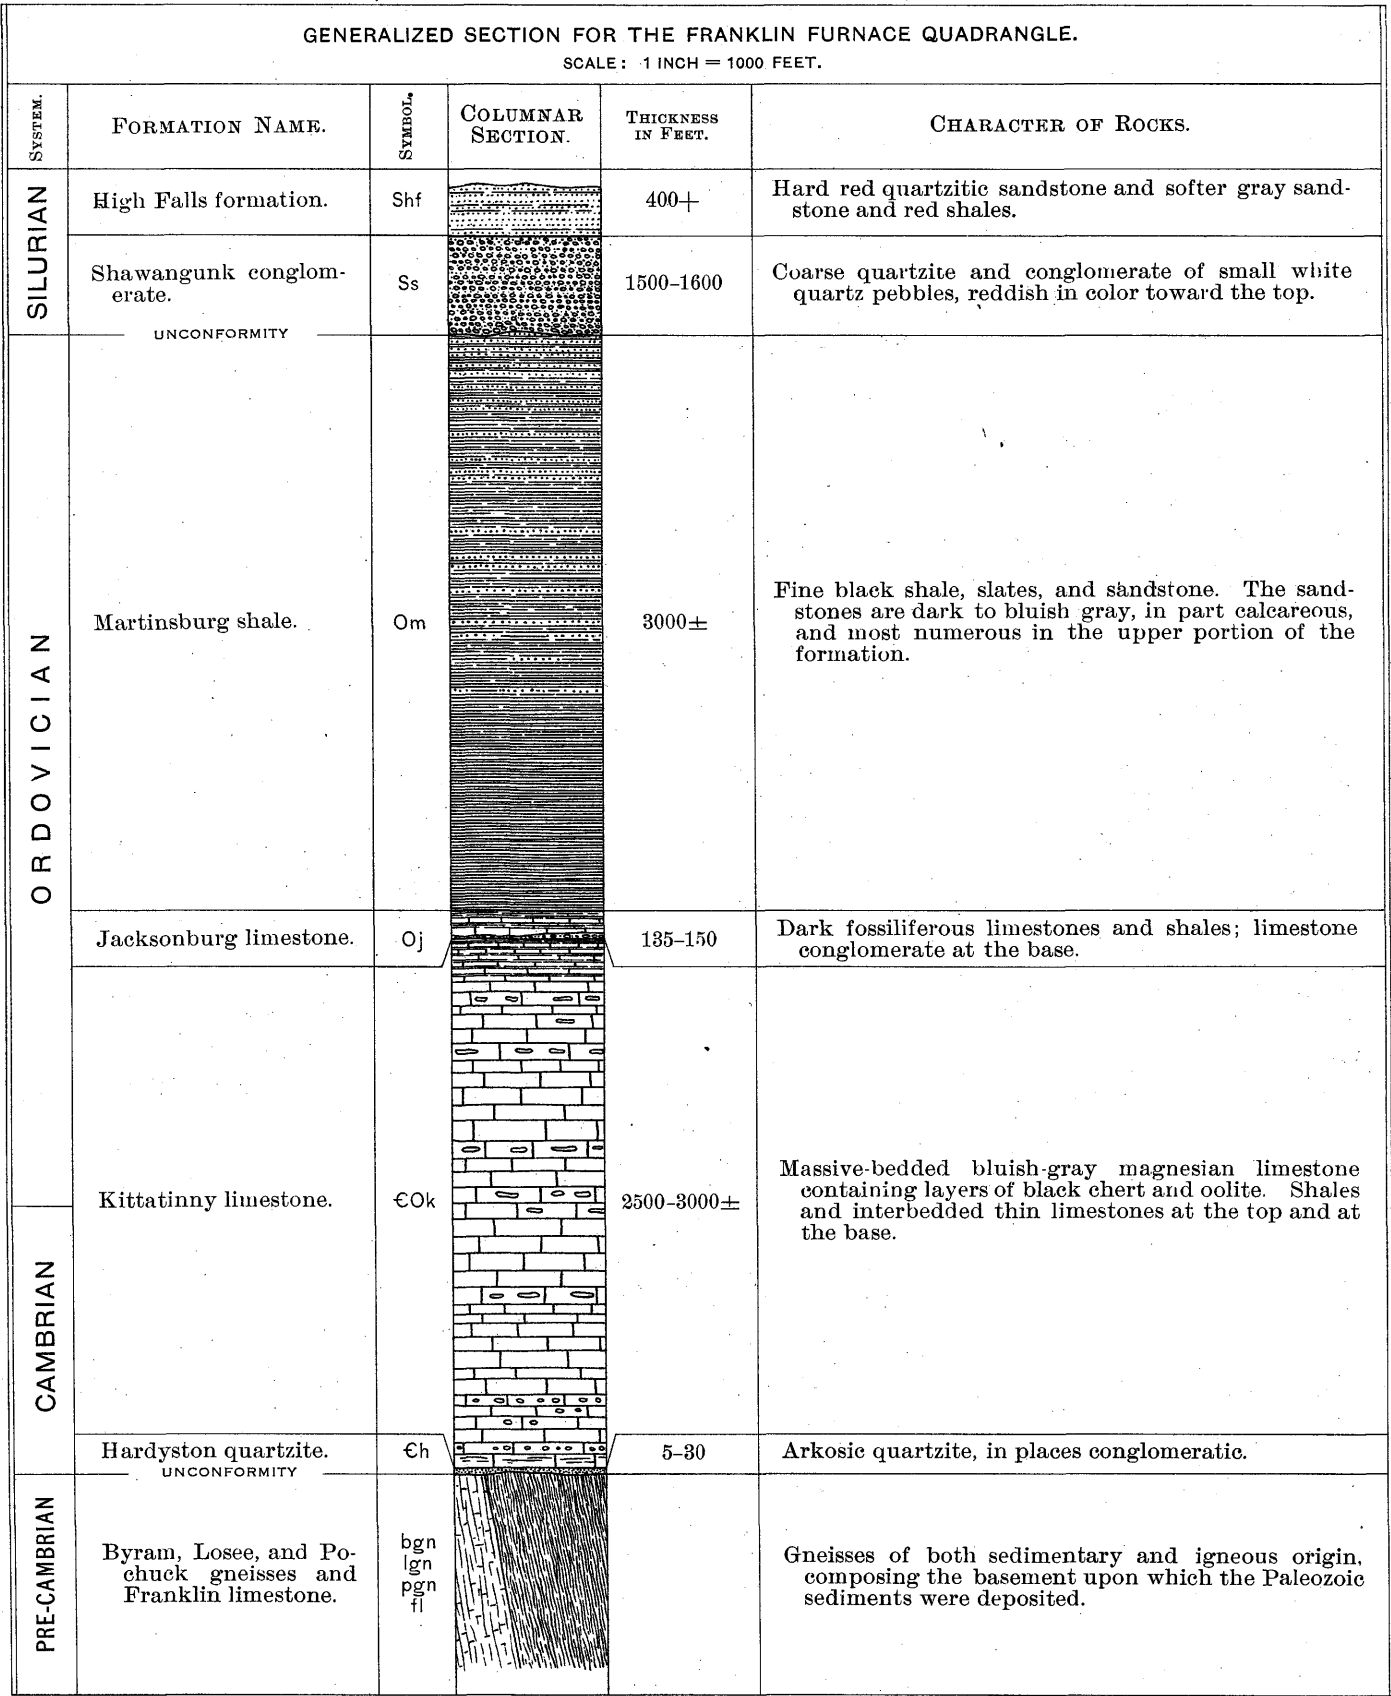 GENERALIZED SECTION FOR THE FRANKLIN FURNACE QUADRANGLE.
SCALE: 1 INCH = 1000 FEET.
SYSTEM.
FORMATION NAME.
SYMBOL.
COLUMNAR
SECTION.
THICKNESS
IN FEET.
CHARACTER OF ROCKS.
SILURIAN
High Falls formation.
Shf
400+
Hard red quartzitic sandstone and softer gray sand-
stone and red shales.
Shawangunk conglom-
erate.
Ss
1500–1600
Coarse quartzite and conglomerate of small white
quartz pebbles, reddish in color toward the top.
UNCONFORMITY
ORDOVICIAN
Martinsburg shale.
Om
3000±
Fine black shale, slates, and sandstone. The sand-
stones are dark to bluish gray, in part calcareous,
and most numerous in the upper portion of the
formation.
Jacksonburg limestone.
Oj
135–150
Dark fossiliferous limestones and shales; limestone
conglomerate at the base.
Kittatinny limestone.
ꞒOk
2500–3000±
Massive-bedded bluish-gray magnesian limestone
containing layers of black chert and oolite. Shales
and interbedded thin limestones at the top and at
the base.
CAMBRIAN
Hardyston quartzite.
Ꞓh
5–30
Arkosic quartzite, in places conglomeratic.
UNCONFORMITY
PRE-CAMBRIAN
Byram, Losee, and Po-
chuck gneisses and
Franklin limestone.
bgn
lgn
pgn
fl
Gneisses of both sedimentary and igneous origin,
composing the basement upon which the Paleozoic
sediments were deposited.